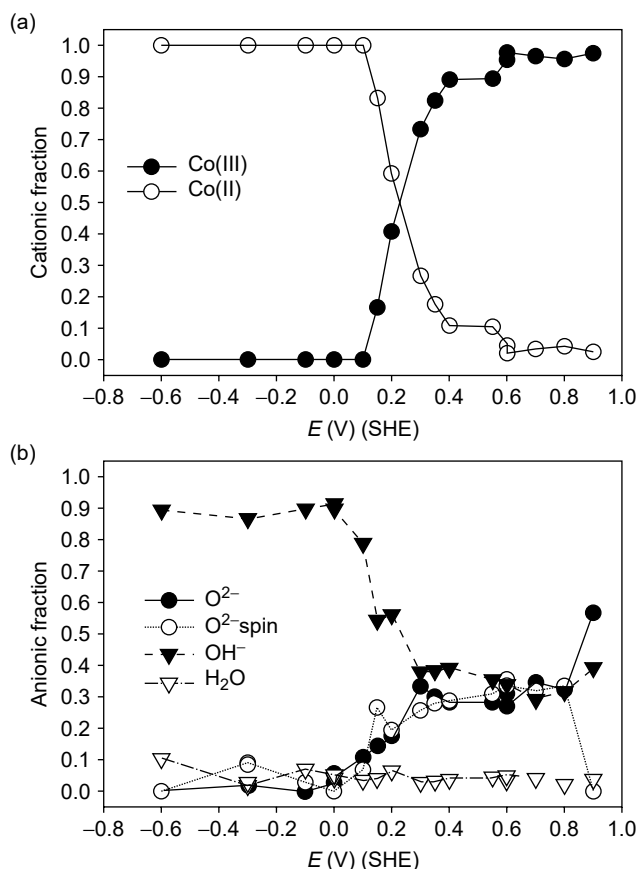 (a)
1.0
0.9
0.8
0.7
0.6
0.5
0.4
0.3
0.2
0.1
0.0
Cationic fraction
Co(III)
Co(II)
–0.8 –0.6 –0.4 –0.2 0.0 0.2 0.4 0.6 0.8 1.0
E (V) (SHE)
(b)
1.0
0.9
0.8
0.7
0.6
0.5
0.4
0.3
0.2
0.1
0.0
Anionic fraction
O²⁻
O²⁻spin
OH⁻
H₂O
–0.8 –0.6 –0.4 –0.2 0.0 0.2 0.4 0.6 0.8 1.0
E (V) (SHE)